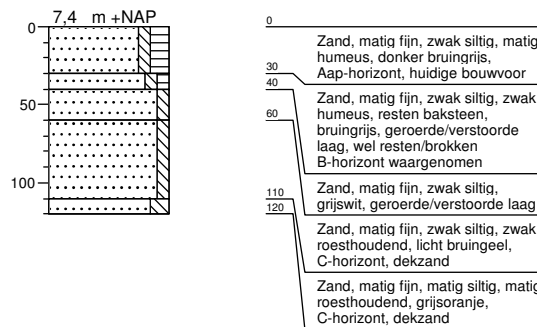 7,4 m +NAP
0
50
100
0
Zand, matig fijn, zwak siltig, matig
humeus, donker bruingrijs,
Aap-horizont, huidige bouwvoor
30
40
Zand, matig fijn, zwak siltig, zwak
humeus, resten baksteen,
bruingrijs, geroerde/verstoorde
laag, wel resten/brokken
B-horizont waargenomen
60
Zand, matig fijn, zwak siltig,
grijswit, geroerde/verstoorde laag
110
Zand, matig fijn, zwak siltig, zwak
roesthoudend, licht bruingeel,
C-horizont, dekzand
120
Zand, matig fijn, matig siltig, matig
roesthoudend, grijsoranje,
C-horizont, dekzand